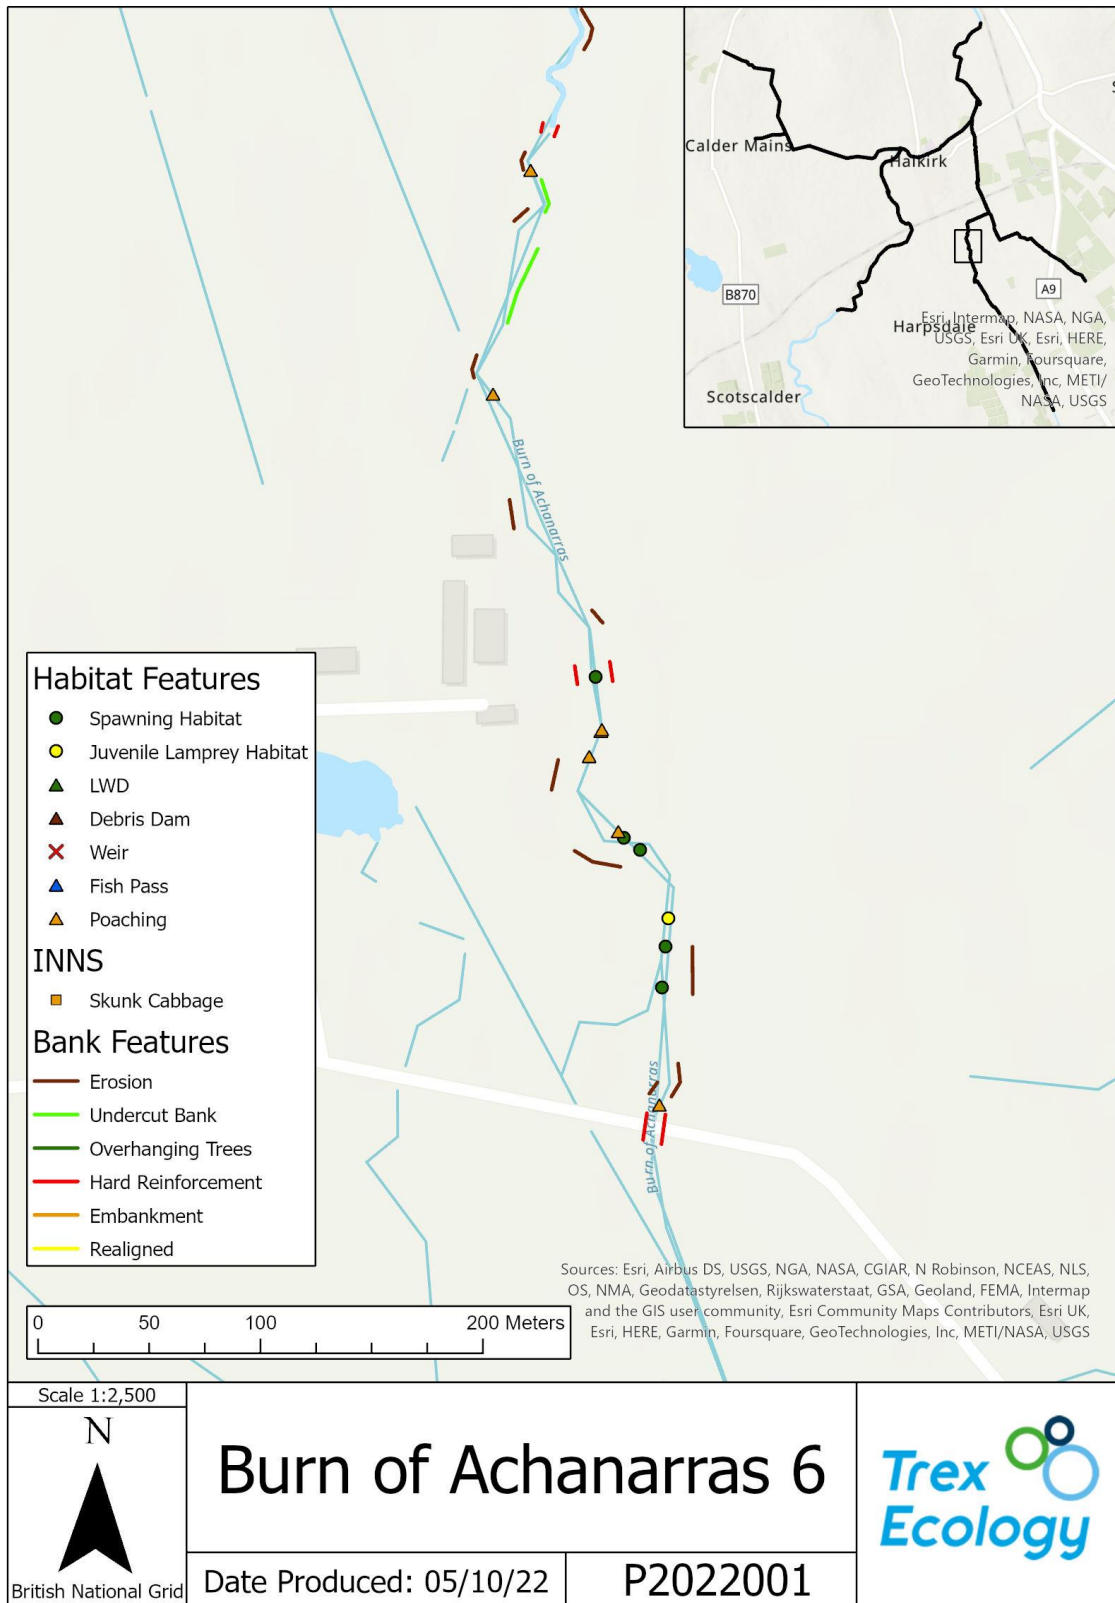 Calder Mains
Halkirk
B870
A9
Harpsdale
Scotscalder
S
Esri, Intermap, NASA, NGA,
USGS, Esri UK, Esri, HERE,
Garmin, Foursquare,
GeoTechnologies, Inc, METI/
NASA, USGS
Burn of Achanarras
Habitat Features
Spawning Habitat
Juvenile Lamprey Habitat
LWD
Debris Dam
Weir
Fish Pass
Poaching
INNS
Skunk Cabbage
Bank Features
Erosion
Undercut Bank
Overhanging Trees
Hard Reinforcement
Embankment
Realigned
Burn of Achanarras
Sources: Esri, Airbus DS, USGS, NGA, NASA, CGIAR, N Robinson, NCEAS, NLS,
OS, NMA, Geodatastyrelsen, Rijkswaterstaat, GSA, Geoland, FEMA, Intermap
and the GIS user community, Esri Community Maps Contributors, Esri UK,
Esri, HERE, Garmin, Foursquare, GeoTechnologies, Inc, METI/NASA, USGS
0 50 100 200 Meters
Scale 1:2,500
N
British National Grid
Burn of Achanarras 6
Date Produced: 05/10/22
P2022001
Trex
Ecology